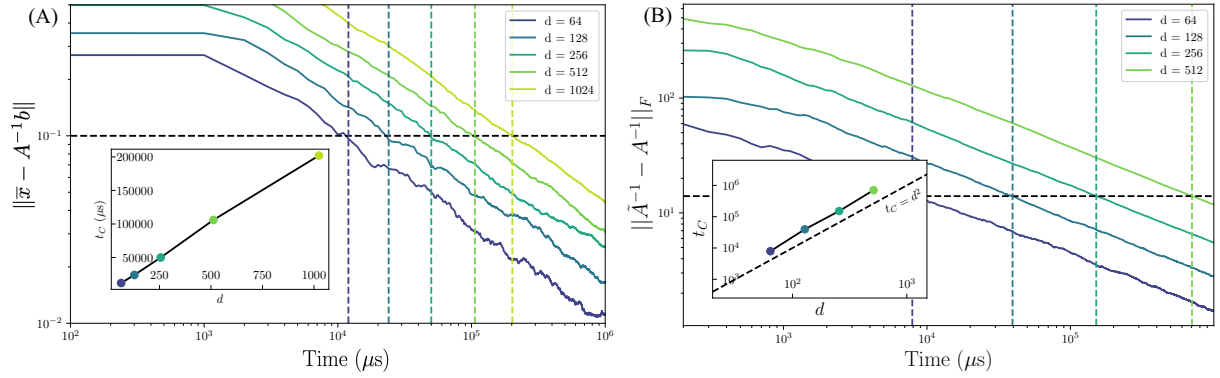 (A)
d = 64
d = 128
d = 256
d = 512
d = 1024
‖x̅ − A⁻¹b‖
10⁻¹
10⁻²
t_C (μs)
200000
150000
100000
50000
250
500
750
1000
d
10² 10³ 10⁴ 10⁵ 10⁶
Time (μs)
(B)
d = 64
d = 128
d = 256
d = 512
||Ã⁻¹ − A⁻¹||_F
10²
10¹
t_C
10⁶
10⁵
10⁴
10³
t_C = d²
10² 10³
d
10³ 10⁴ 10⁵
Time (μs)